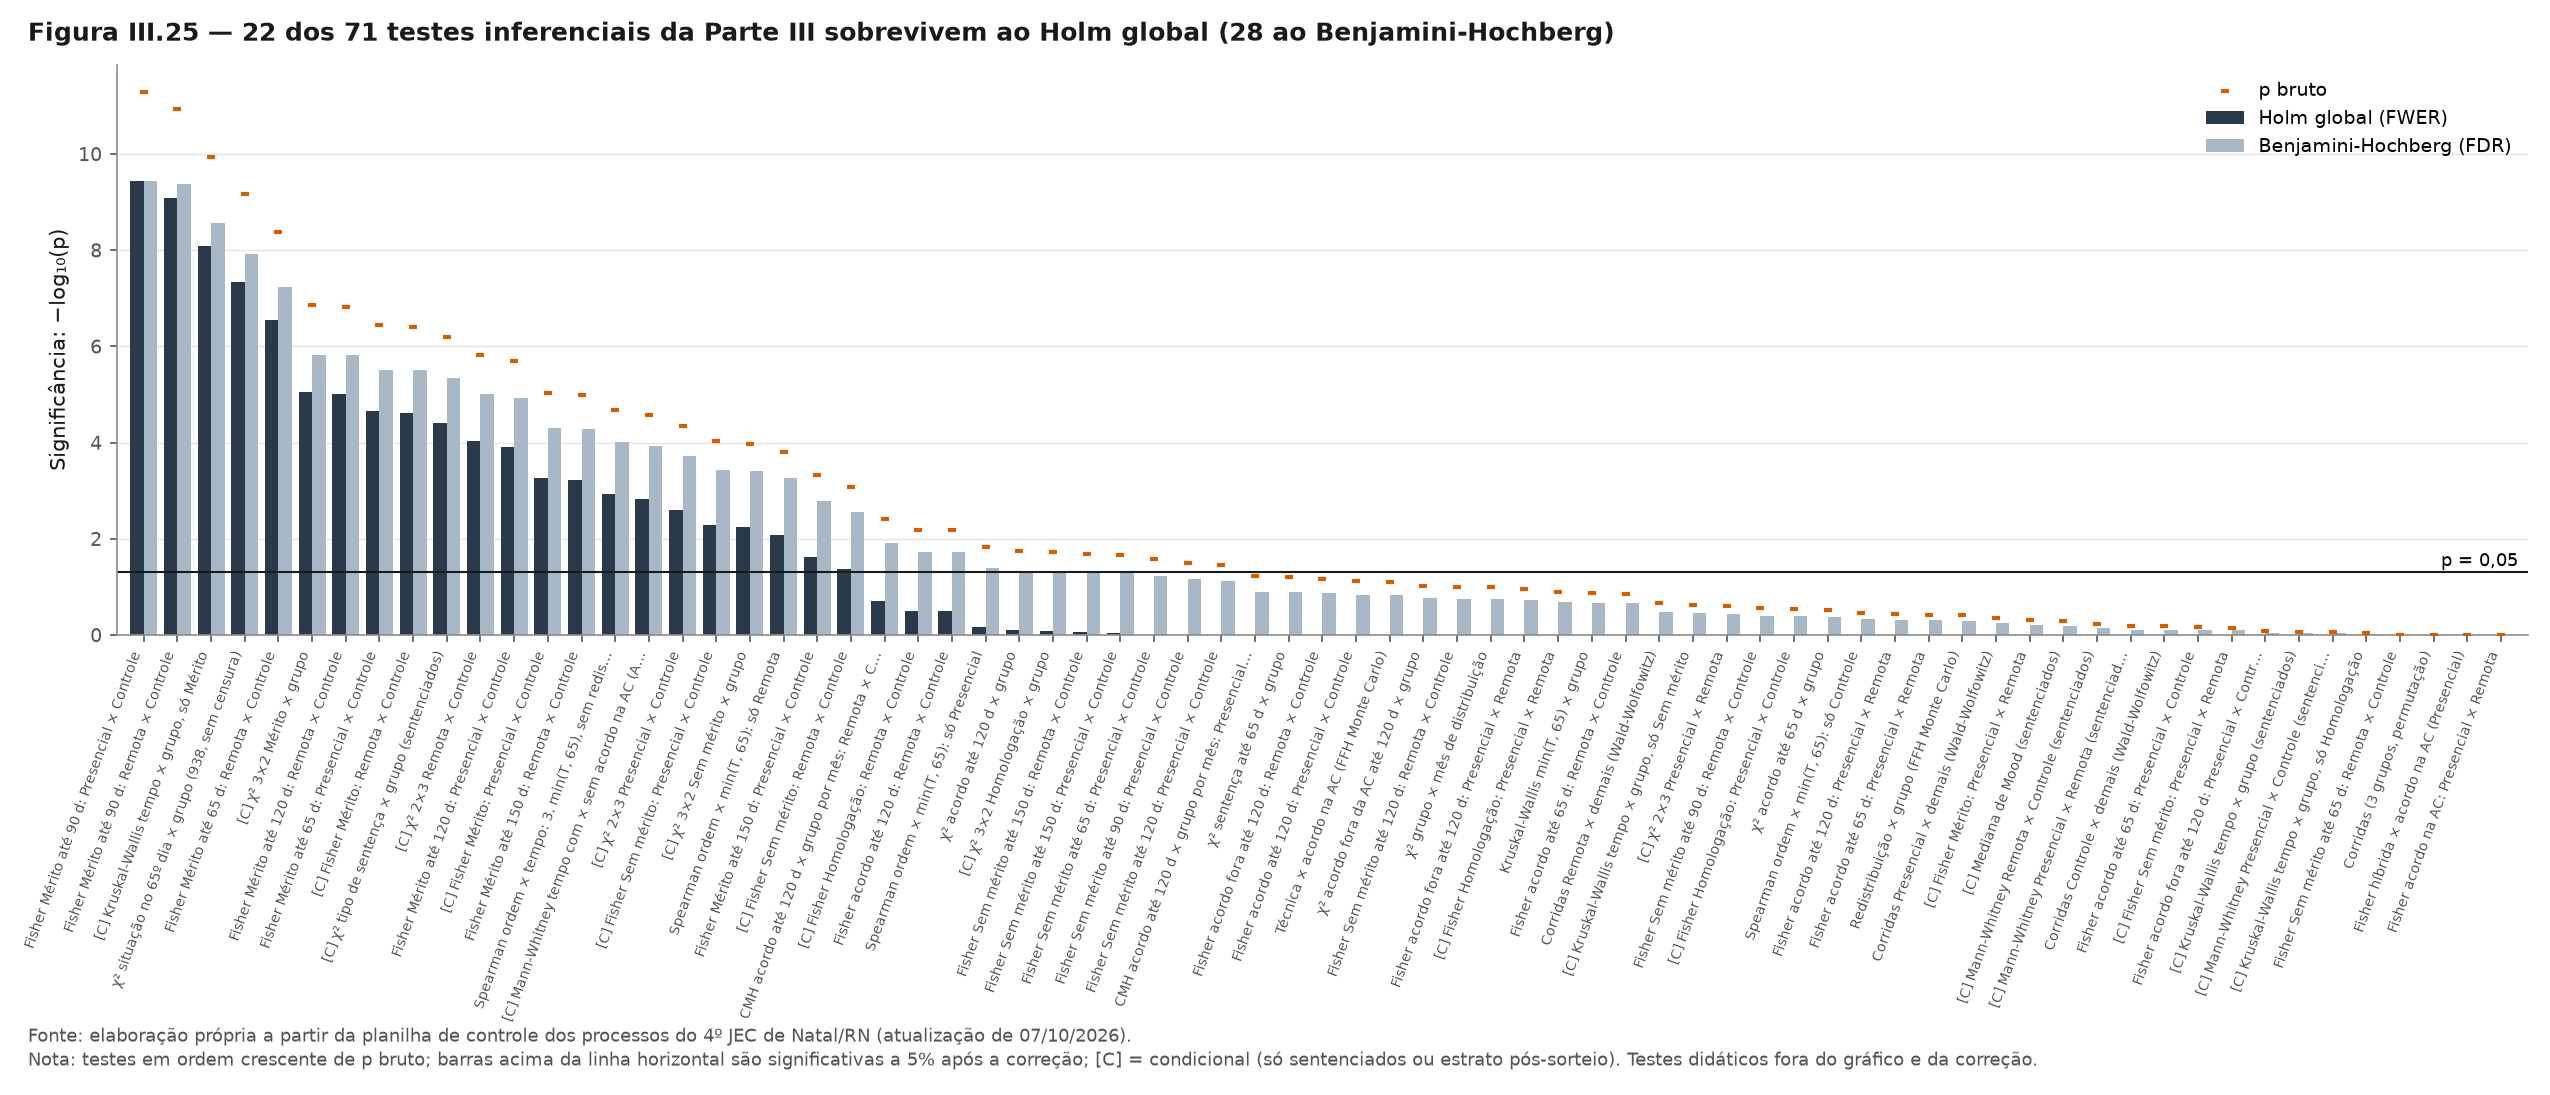 Figura III.25 — 22 dos 71 testes inferenciais da Parte III sobrevivem ao Holm global (28 ao Benjamini-Hochberg)
p bruto
Holm global (FWER)
Benjamini-Hochberg (FDR)
Significância: −log₁₀(p)
10
8
6
4
2
0
p = 0,05
Fisher Mérito até 90 d: Presencial × Controle
Fisher Mérito até 90 d: Remota × Controle
[C] Kruskal-Wallis tempo × grupo, só Mérito
χ² situação no 65º dia × grupo (938, sem censura)
Fisher Mérito até 65 d: Remota × Controle
[C] χ² 3×2 Mérito × grupo
Fisher Mérito até 120 d: Remota × Controle
Fisher Mérito até 65 d: Presencial × Controle
[C] Fisher Mérito: Remota × Controle
[C] χ² tipo de sentença × grupo (sentenciados)
[C] χ² 2×3 Remota × Controle
Fisher Mérito até 120 d: Presencial × Controle
[C] Fisher Mérito: Presencial × Controle
Fisher Mérito até 150 d: Remota × Controle
Spearman ordem × tempo: 3. min(T, 65), sem redis...
[C] Mann-Whitney tempo com × sem acordo na AC (A...
[C] χ² 2×3 Presencial × Controle
[C] Fisher Sem mérito: Presencial × Controle
[C] χ² 3×2 Sem mérito × grupo
Spearman ordem × min(T, 65): só Remota
Fisher Mérito até 150 d: Presencial × Controle
[C] Fisher Sem mérito: Remota × Controle
CMH acordo até 120 d × grupo por mês: Remota × C...
[C] Fisher Homologação: Remota × Controle
Fisher acordo até 120 d: Remota × Controle
Spearman ordem × min(T, 65): só Presencial
χ² acordo até 120 d × grupo
[C] χ² 3×2 Homologação × grupo
Fisher Sem mérito até 150 d: Remota × Controle
Fisher Sem mérito até 150 d: Presencial × Controle
Fisher Sem mérito até 65 d: Presencial × Controle
Fisher Sem mérito até 90 d: Presencial × Controle
Fisher Sem mérito até 120 d: Presencial × Controle
CMH acordo até 120 d × grupo por mês: Presencial...
χ² sentença até 65 d × grupo
Fisher acordo fora até 120 d: Remota × Controle
Fisher acordo até 120 d: Presencial × Controle
Técnica × acordo na AC (FH Monte Carlo)
χ² acordo fora da AC até 120 d × grupo
Fisher Sem mérito até 120 d: Remota × Controle
χ² grupo × mês de distribuição
Fisher acordo fora até 120 d: Presencial × Remota
[C] Fisher Homologação: Presencial × Remota
Kruskal-Wallis min(T, 65) × grupo
Fisher acordo até 65 d: Remota × Controle
Corridas Remota × demais (Wald-Wolfowitz)
[C] Kruskal-Wallis tempo × grupo, só Sem mérito
[C] χ² 2×3 Presencial × Remota
Fisher Sem mérito até 90 d: Remota × Controle
[C] Fisher Homologação: Presencial × Controle
χ² acordo até 65 d × grupo
Spearman ordem × min(T, 65): só Controle
Fisher acordo até 120 d: Presencial × Remota
Fisher acordo até 65 d: Presencial × Remota
Redistribuição × grupo (FH Monte Carlo)
Corridas Presencial × demais (Wald-Wolfowitz)
[C] Fisher Mérito: Presencial × Remota
[C] Mediana de Mood (sentenciados)
[C] Mann-Whitney Remota × Controle (sentenciados)
[C] Mann-Whitney Presencial × Remota (sentenciad...
Corridas Controle × demais (Wald-Wolfowitz)
Fisher acordo até 65 d: Presencial × Controle
[C] Fisher Sem mérito: Presencial × Remota
Fisher acordo fora até 120 d: Presencial × Contr...
[C] Kruskal-Wallis tempo × grupo (sentenciados)
[C] Mann-Whitney Presencial × Controle (sentenci...
[C] Kruskal-Wallis tempo × grupo, só Homologação
Fisher Sem mérito até 65 d: Remota × Controle
Corridas (3 grupos, permutação)
Fisher híbrida × acordo na AC (Presencial)
Fisher acordo na AC: Presencial × Remota
Fonte: elaboração própria a partir da planilha de controle dos processos do 4º JEC de Natal/RN (atualização de 07/10/2026).
Nota: testes em ordem crescente de p bruto; barras acima da linha horizontal são significativas a 5% após a correção; [C] = condicional (só sentenciados ou estrato pós-sorteio). Testes didáticos fora do gráfico e da correção.